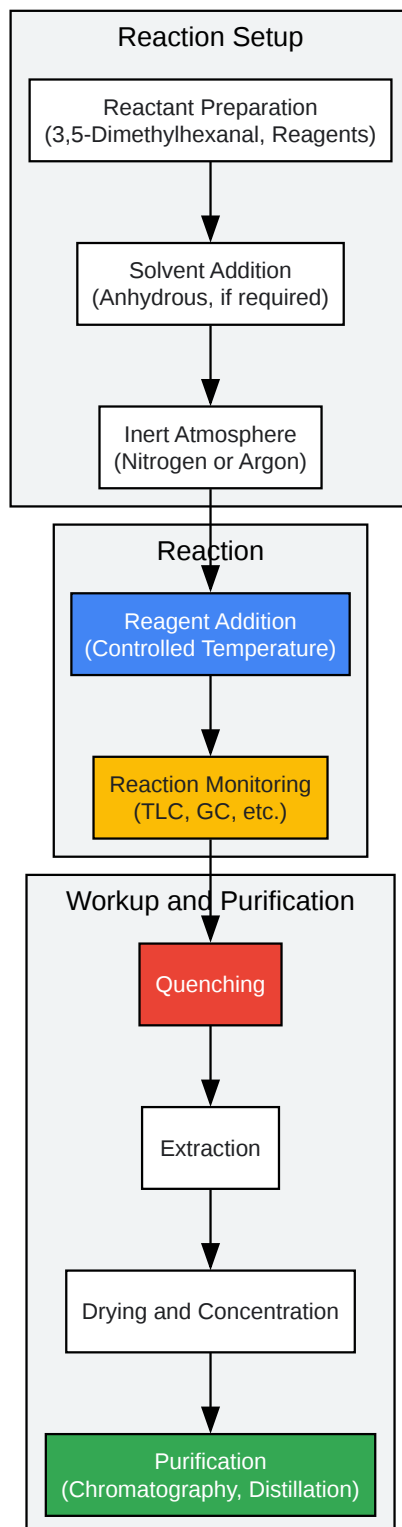 Reaction Setup
Reactant Preparation
(3,5-Dimethylhexanal, Reagents)
Solvent Addition
(Anhydrous, if required)
Inert Atmosphere
(Nitrogen or Argon)
Reaction
Reagent Addition
(Controlled Temperature)
Reaction Monitoring
(TLC, GC, etc.)
Workup and Purification
Quenching
Extraction
Drying and Concentration
Purification
(Chromatography, Distillation)